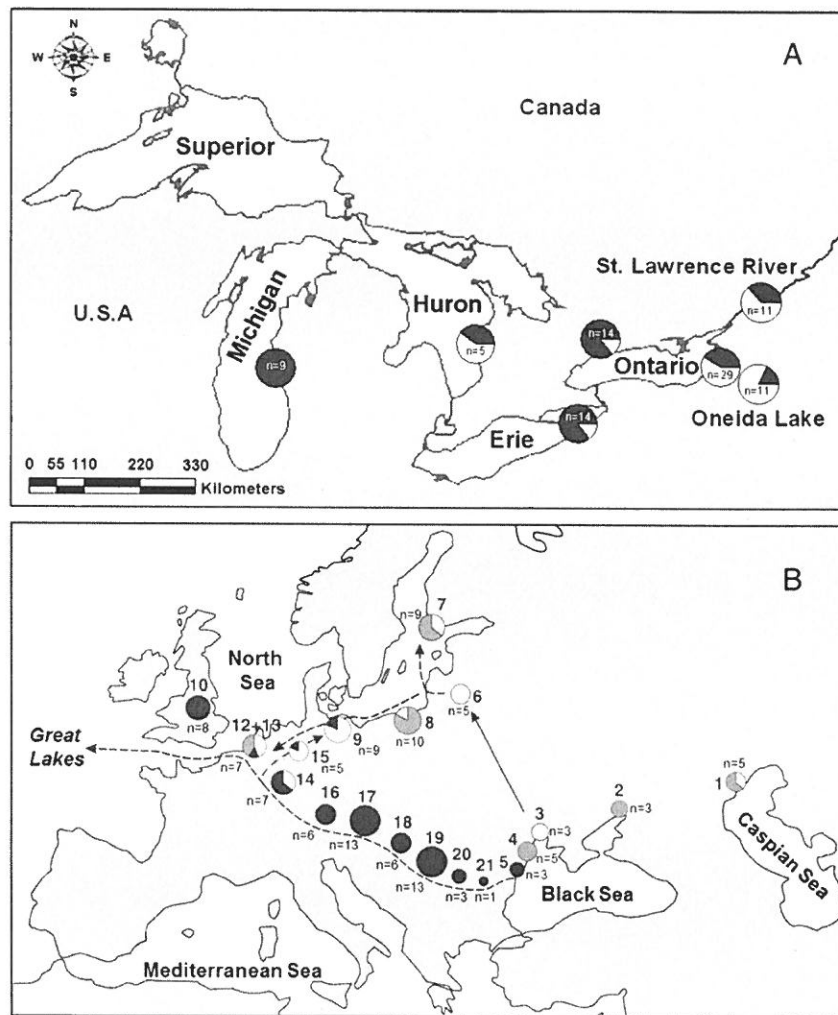 N
W E
S
A
Canada
Superior
St. Lawrence River
U.S.A
Michigan
Huron
n=11
n=14
n=5
n=9
Ontario
n=29
n=11
Oneida Lake
n=14
Erie
0 55 110 220 330
Kilometers
B
7
n=9
North
Sea
10
6
n=5
n=8
12+13
8
n=10
9
n=9
Great
Lakes
15
n=5
n=7
14
n=7
n=5
1
2
n=3
16
17
3
n=3
n=6
18
4
n=5
n=13
19
20
21
5
n=3
n=6
n=13
n=3
n=1
Black Sea
Caspian Sea
Mediterranean Sea